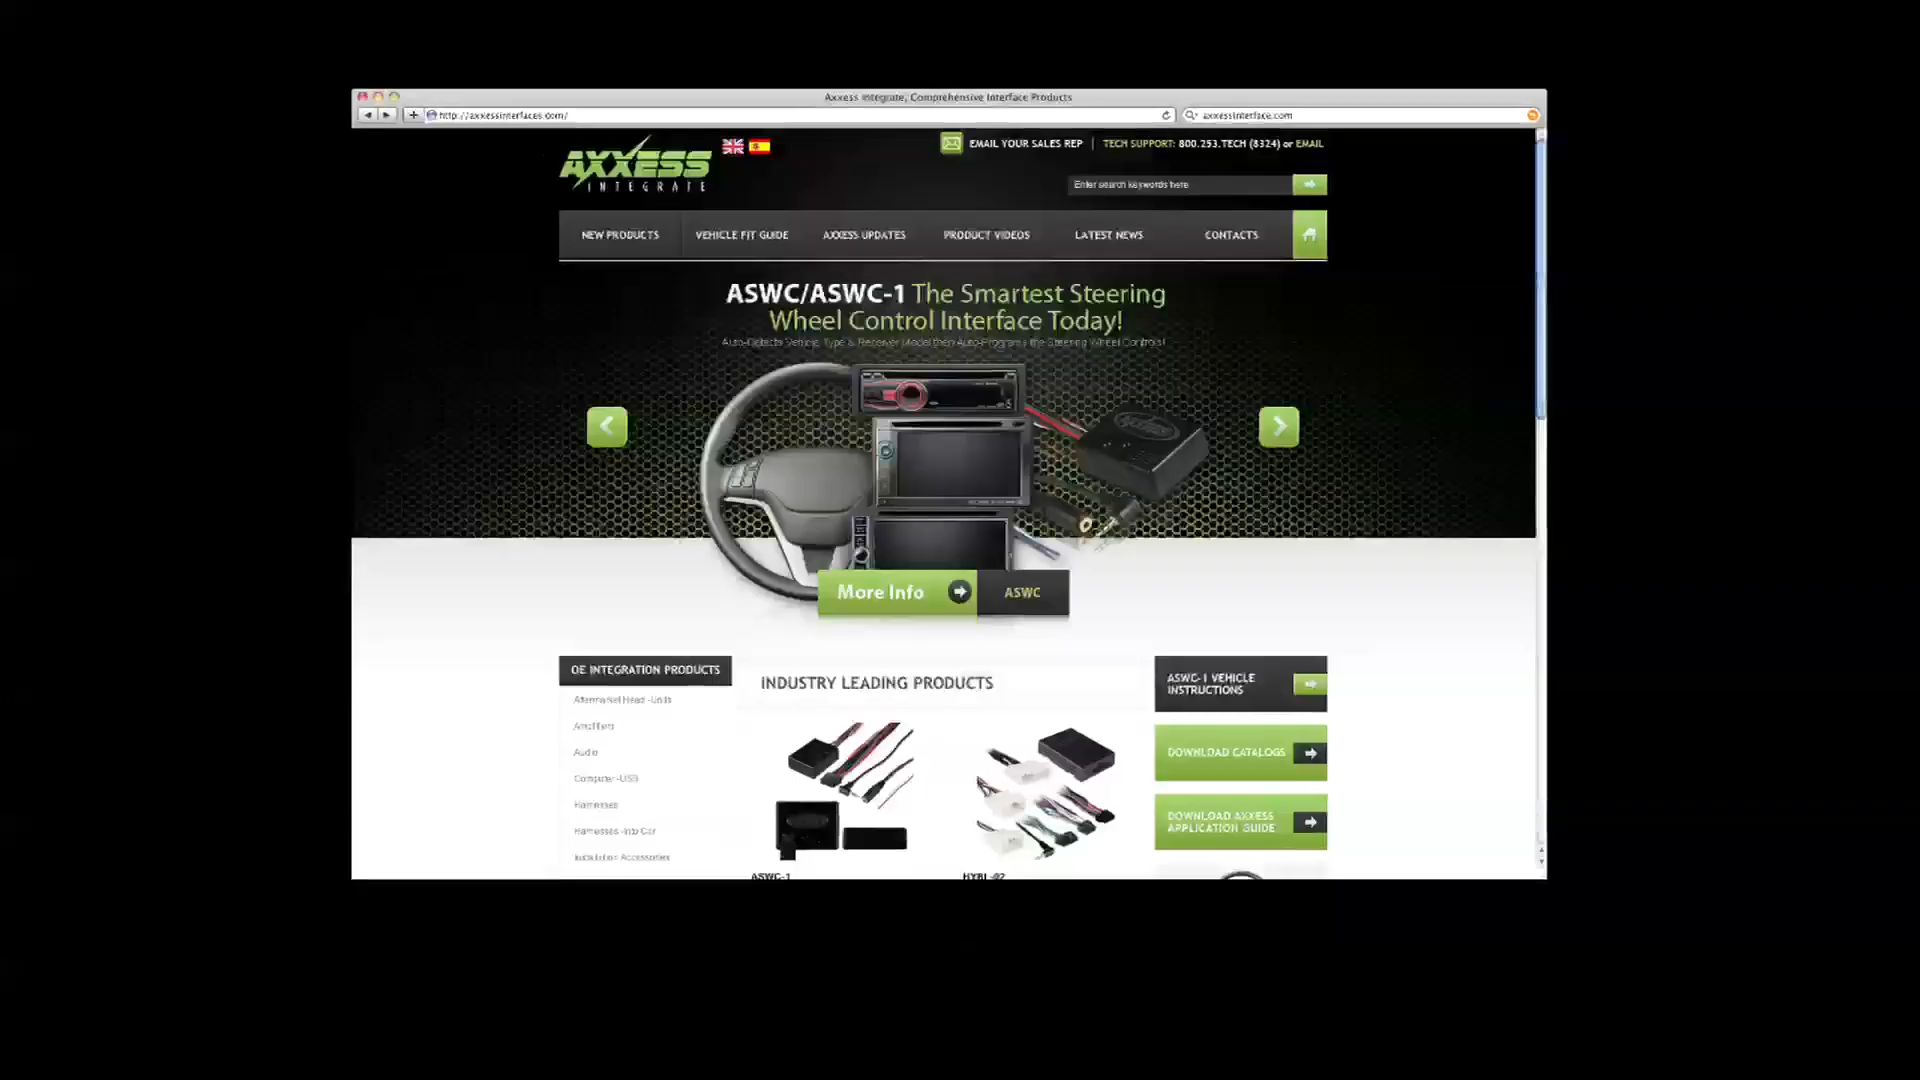 Axxess Integrate, Comprehensive Interface Products
http://axxessinterfaces.com/
axxessinterface.com
AXXESS
INTEGRATE
EMAIL YOUR SALES REP | TECH SUPPORT: 800.253.TECH (8324) or EMAIL
Enter search keywords here
NEW PRODUCTS
VEHICLE FIT GUIDE
AXXESS UPDATES
PRODUCT VIDEOS
LATEST NEWS
CONTACTS
ASWC/ASWC-1 The Smartest Steering
Wheel Control Interface Today!
Auto-Detects Vehicle Type & Receiver Model then Auto-Programs the Steering Wheel Controls!
More Info
ASWC
OE INTEGRATION PRODUCTS
Aftermarket Head -Units
Amplifiers
Audio
Computer -USB
Harnesses
Harnesses -Into Car
Installation Accessories
INDUSTRY LEADING PRODUCTS
ASWC-1
HYBL-02
ASWC-1 VEHICLE
INSTRUCTIONS
DOWNLOAD CATALOGS
DOWNLOAD AXXESS
APPLICATION GUIDE